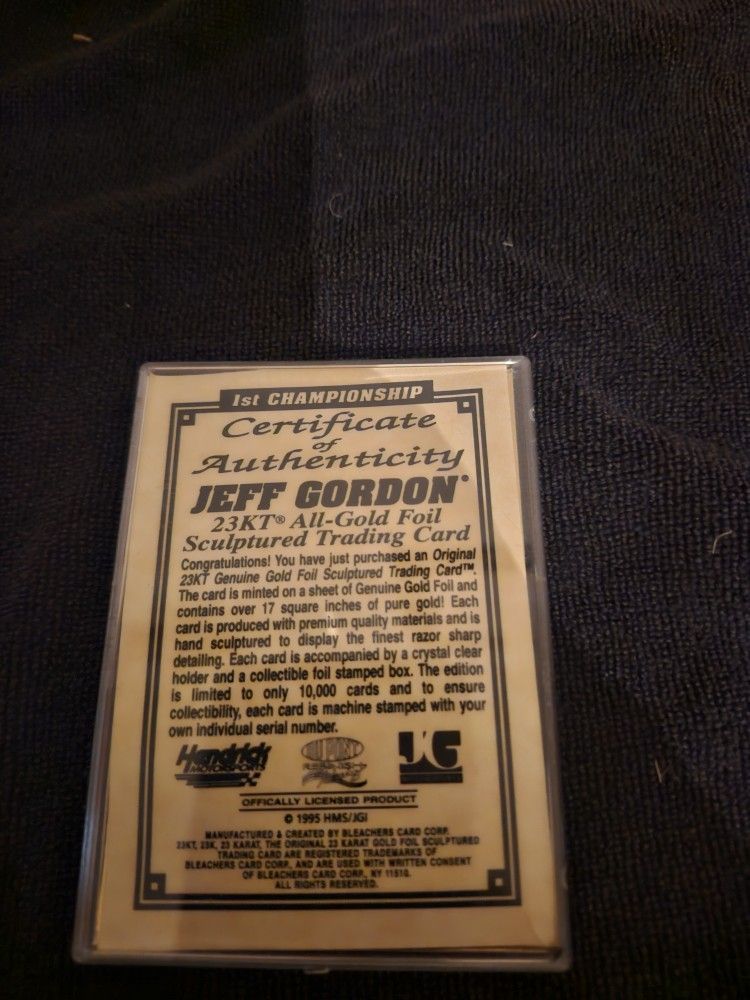 1st CHAMPIONSHIP
Certificate
of
Authenticity
JEFF GORDON®
23KT® All-Gold Foil
Sculptured Trading Card
Congratulations! You have just purchased an Original
23KT Genuine Gold Foil Sculptured Trading Card™.
The card is minted on a sheet of Genuine Gold Foil and
contains over 17 square inches of pure gold! Each
card is produced with premium quality materials and is
hand sculptured to display the finest razor sharp
detailing. Each card is accompanied by a crystal clear
holder and a collectible foil stamped box. The edition
is limited to only 10,000 cards and to ensure
collectibility, each card is machine stamped with your
own individual serial number.
Hendrick
MOTORSPORTS
DU PONT
JG
OFFICALLY LICENSED PRODUCT
© 1995 HMS/JGI
MANUFACTURED & CREATED BY BLEACHERS CARD CORP.
23KT, 23K, 23 KARAT, THE ORIGINAL 23 KARAT GOLD FOIL SCULPTURED
TRADING CARD ARE REGISTERED TRADEMARKS OF
BLEACHERS CARD CORP., AND ARE USED WITH WRITTEN CONSENT
OF BLEACHERS CARD CORP., NY 11510.
ALL RIGHTS RESERVED.